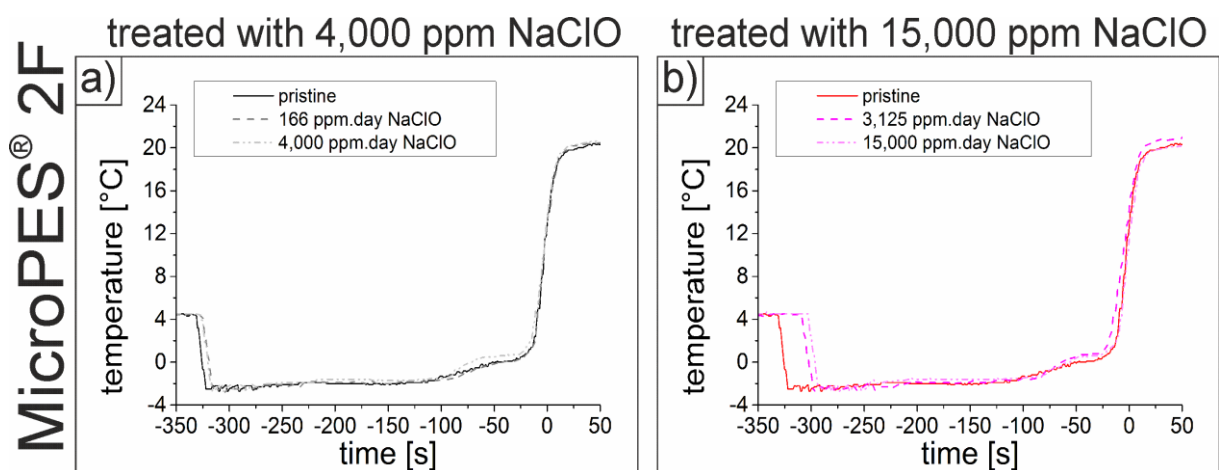 treated with 4,000 ppm NaClO
treated with 15,000 ppm NaClO
MicroPES® 2F
a)
pristine
166 ppm.day NaClO
4,000 ppm.day NaClO
24
20
16
12
8
4
0
-4
temperature [°C]
-350 -300 -250 -200 -150 -100 -50 0 50
time [s]
b)
pristine
3,125 ppm.day NaClO
15,000 ppm.day NaClO
24
20
16
12
8
4
0
-4
temperature [°C]
-350 -300 -250 -200 -150 -100 -50 0 50
time [s]